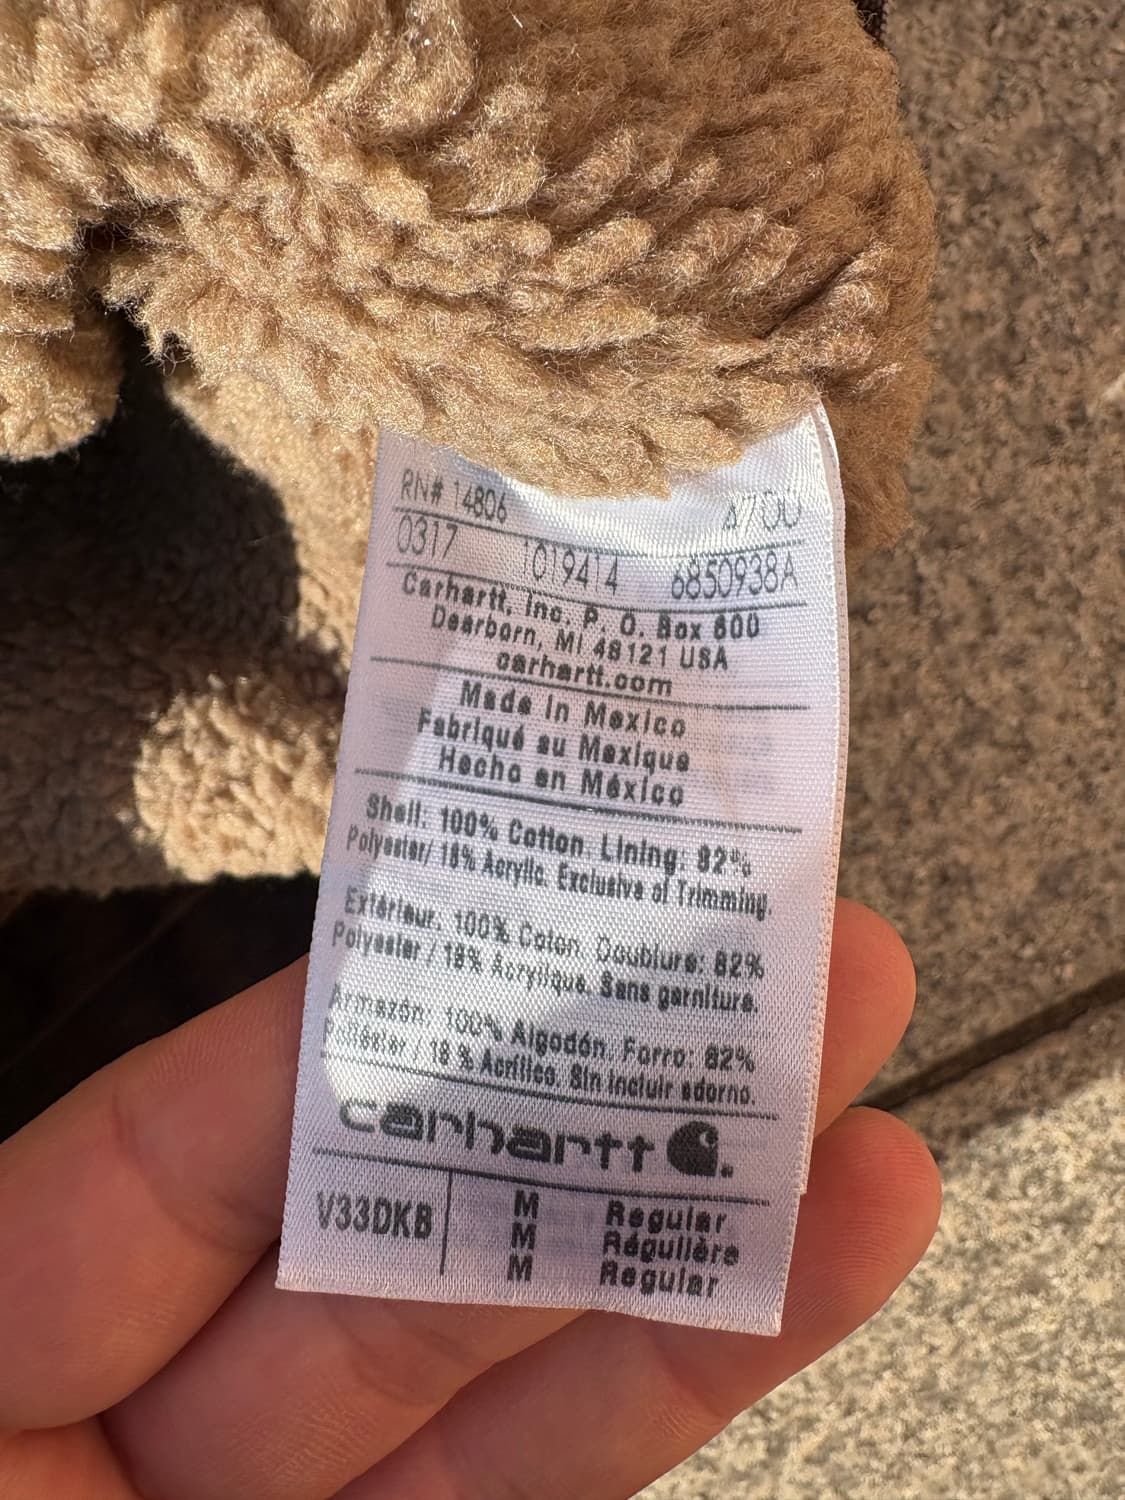 RN# 14806
0317 1019414 6850938A
Carhartt, Inc. P. O. Box 600
Dearborn, MI 48121 USA
carhartt.com
Made in Mexico
Fabriqué au Mexique
Hecho en México
Shell: 100% Cotton. Lining: 82%
Polyester/ 18% Acrylic. Exclusive of Trimming.
Extérieur. 100% Coton. Doublure: 82%
Polyester / 18% Acrylique. Sans garniture.
Armazón: 100% Algodón. Forro: 82%
Poliéster / 18 % Acrílico. Sin incluir adorno.
carhartt
V33DKB M Regular
M Régulière
M Regular